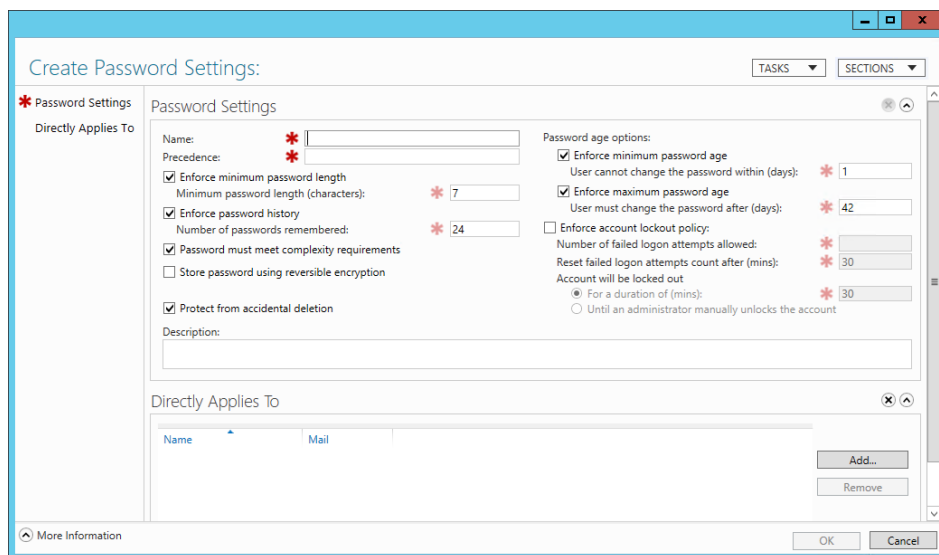 Create Password Settings:
TASKS
SECTIONS
Password Settings
Directly Applies To
Password Settings
Name:
Precedence:
Enforce minimum password length
Minimum password length (characters):
7
Enforce password history
Number of passwords remembered:
24
Password must meet complexity requirements
Store password using reversible encryption
Protect from accidental deletion
Password age options:
Enforce minimum password age
User cannot change the password within (days):
1
Enforce maximum password age
User must change the password after (days):
42
Enforce account lockout policy:
Number of failed logon attempts allowed:
Reset failed logon attempts count after (mins):
30
Account will be locked out
For a duration of (mins):
30
Until an administrator manually unlocks the account
Description:
Directly Applies To
Name
Mail
Add...
Remove
More Information
OK
Cancel